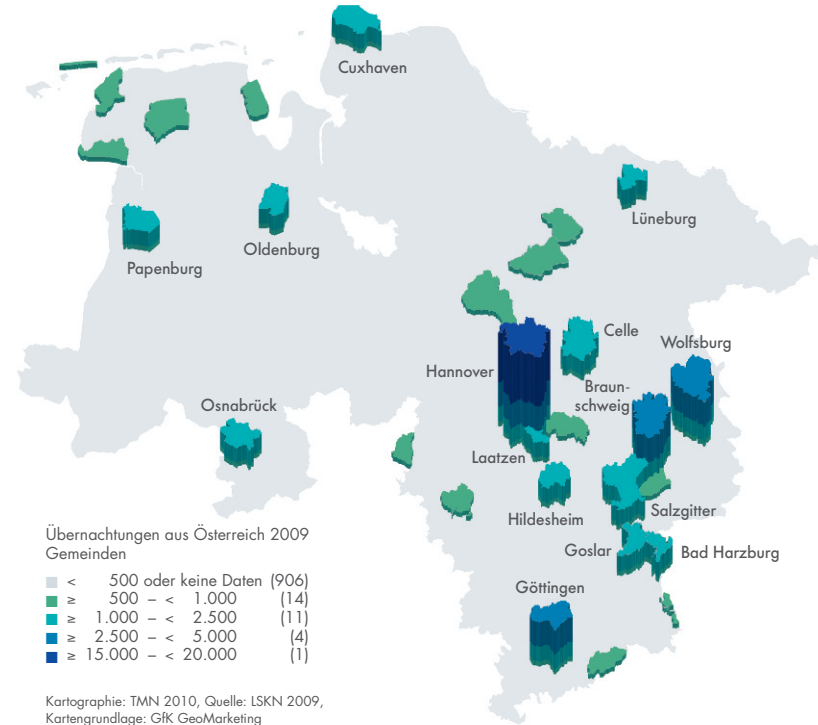 Cuxhaven
Lüneburg
Oldenburg
Papenburg
Celle
Wolfsburg
Hannover
Braun-
schweig
Osnabrück
Laatzen
Salzgitter
Hildesheim
Goslar
Bad Harzburg
Göttingen
Übernachtungen aus Österreich 2009
Gemeinden
< 500 oder keine Daten (906)
≥ 500 – < 1.000 (14)
≥ 1.000 – < 2.500 (11)
≥ 2.500 – < 5.000 (4)
≥ 15.000 – < 20.000 (1)
Kartographie: TMN 2010, Quelle: LSKN 2009,
Kartengrundlage: GfK GeoMarketing